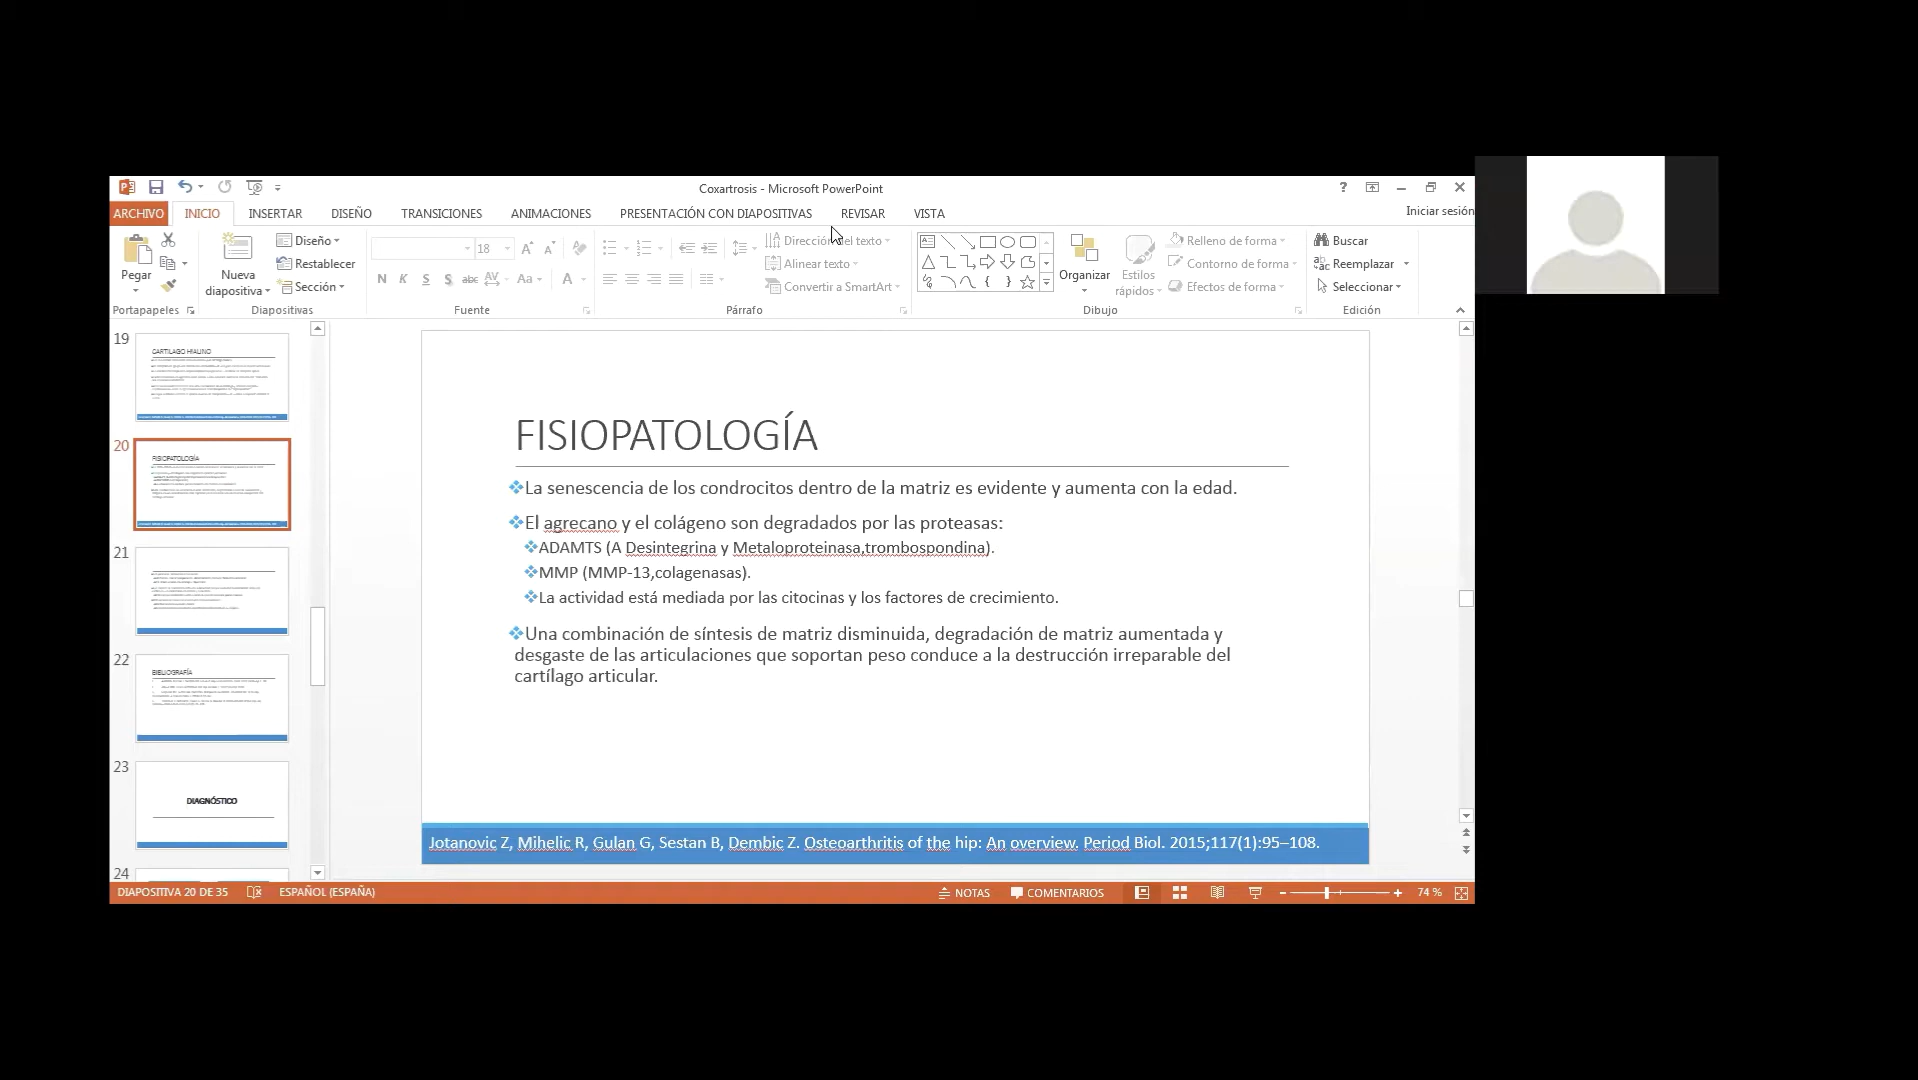 Coxartrosis - Microsoft PowerPoint
ARCHIVO INICIO INSERTAR DISEÑO TRANSICIONES ANIMACIONES PRESENTACIÓN CON DIAPOSITIVAS REVISAR VISTA Iniciar sesión
Pegar
Nueva diapositiva
Diseño
Restablecer
Sección
18
N K S S abc AV Aa A
Dirección del texto
Alinear texto
Convertir a SmartArt
Organizar
Estilos rápidos
Relleno de forma
Contorno de forma
Efectos de forma
Buscar
Reemplazar
Seleccionar
Portapapeles Diapositivas Fuente Párrafo Dibujo Edición
19
CARTILAGO HIALINO
20
FISIOPATOLOGÍA
21
22
BIBLIOGRAFÍA
23
DIAGNÓSTICO
24
FISIOPATOLOGÍA
La senescencia de los condrocitos dentro de la matriz es evidente y aumenta con la edad.
El agrecano y el colágeno son degradados por las proteasas:
ADAMTS (A Desintegrina y Metaloproteinasa,trombospondina).
MMP (MMP-13,colagenasas).
La actividad está mediada por las citocinas y los factores de crecimiento.
Una combinación de síntesis de matriz disminuida, degradación de matriz aumentada y
desgaste de las articulaciones que soportan peso conduce a la destrucción irreparable del
cartílago articular.
Jotanovic Z, Mihelic R, Gulan G, Sestan B, Dembic Z. Osteoarthritis of the hip: An overview. Period Biol. 2015;117(1):95–108.
DIAPOSITIVA 20 DE 35 ESPAÑOL (ESPAÑA) NOTAS COMENTARIOS 74 %